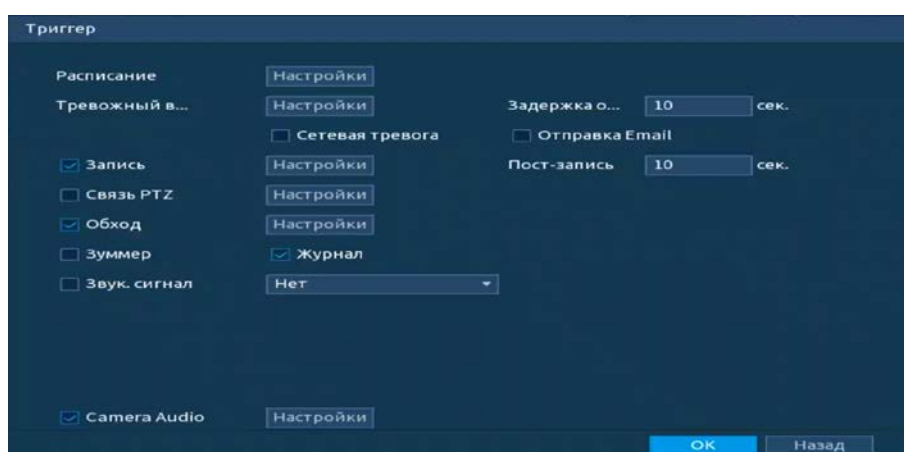 Триггер
Расписание Настройки
Тревожный в... Настройки Задержка о... 10 сек.
Сетевая тревога Отправка Email
Запись Настройки Пост-запись 10 сек.
Связь PTZ Настройки
Обход Настройки
Зуммер Журнал
Звук. сигнал Нет
Camera Audio Настройки
OK Назад